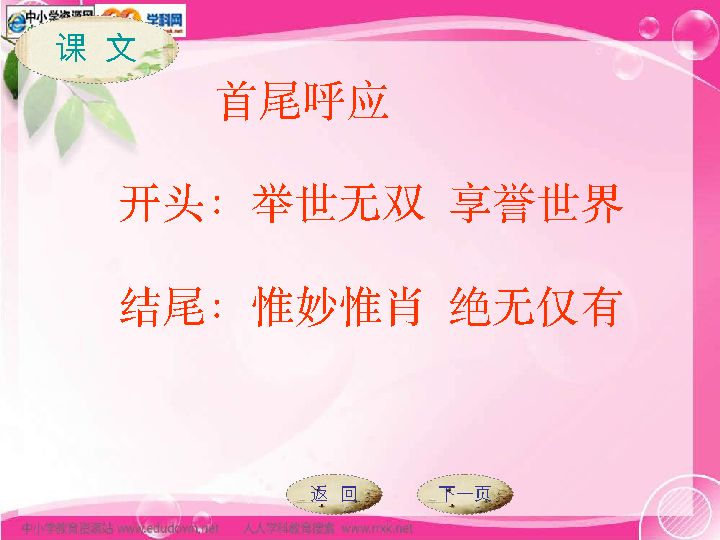 中小学资源网 学科网
课 文
首尾呼应
开头：举世无双 享誉世界
结尾：惟妙惟肖 绝无仅有
返 回 下一页
中小学教育资源站 www.edudown.net 人人学科教育搜索 www.rrxk.net